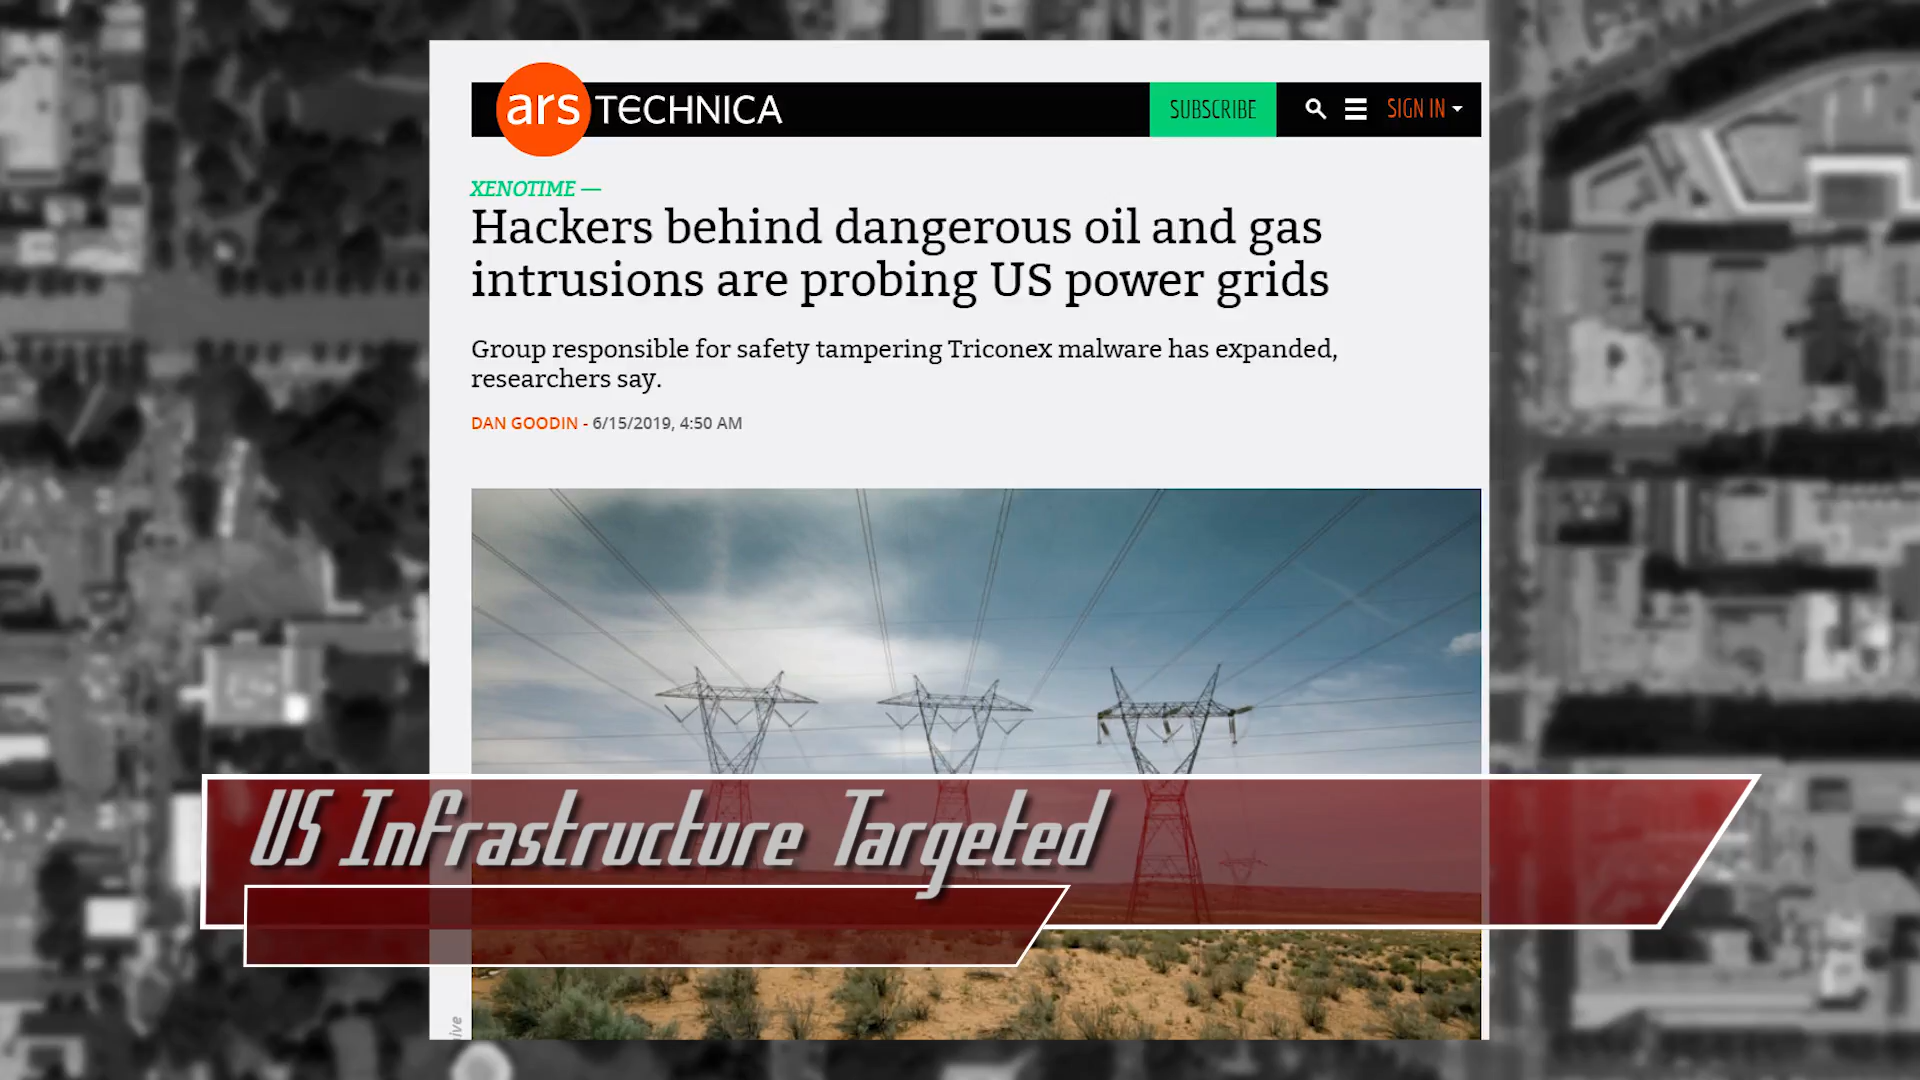 ars TECHNICA
SUBSCRIBE
SIGN IN
XENOTIME —
Hackers behind dangerous oil and gas
intrusions are probing US power grids
Group responsible for safety tampering Triconex malware has expanded,
researchers say.
DAN GOODIN - 6/15/2019, 4:50 AM
US Infrastructure Targeted